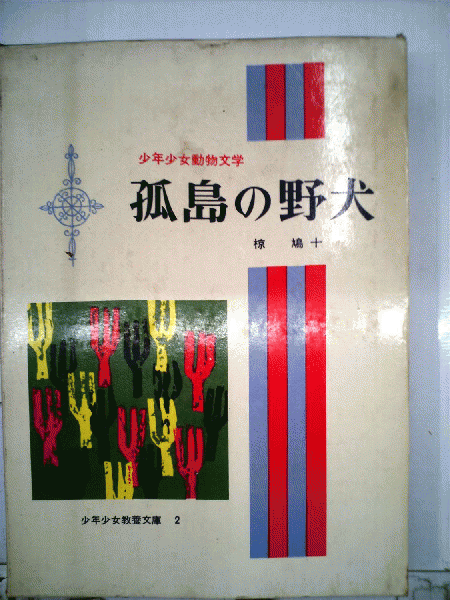 少年少女動物文学
孤島の野犬
椋 鳩十
少年少女教養文庫 2